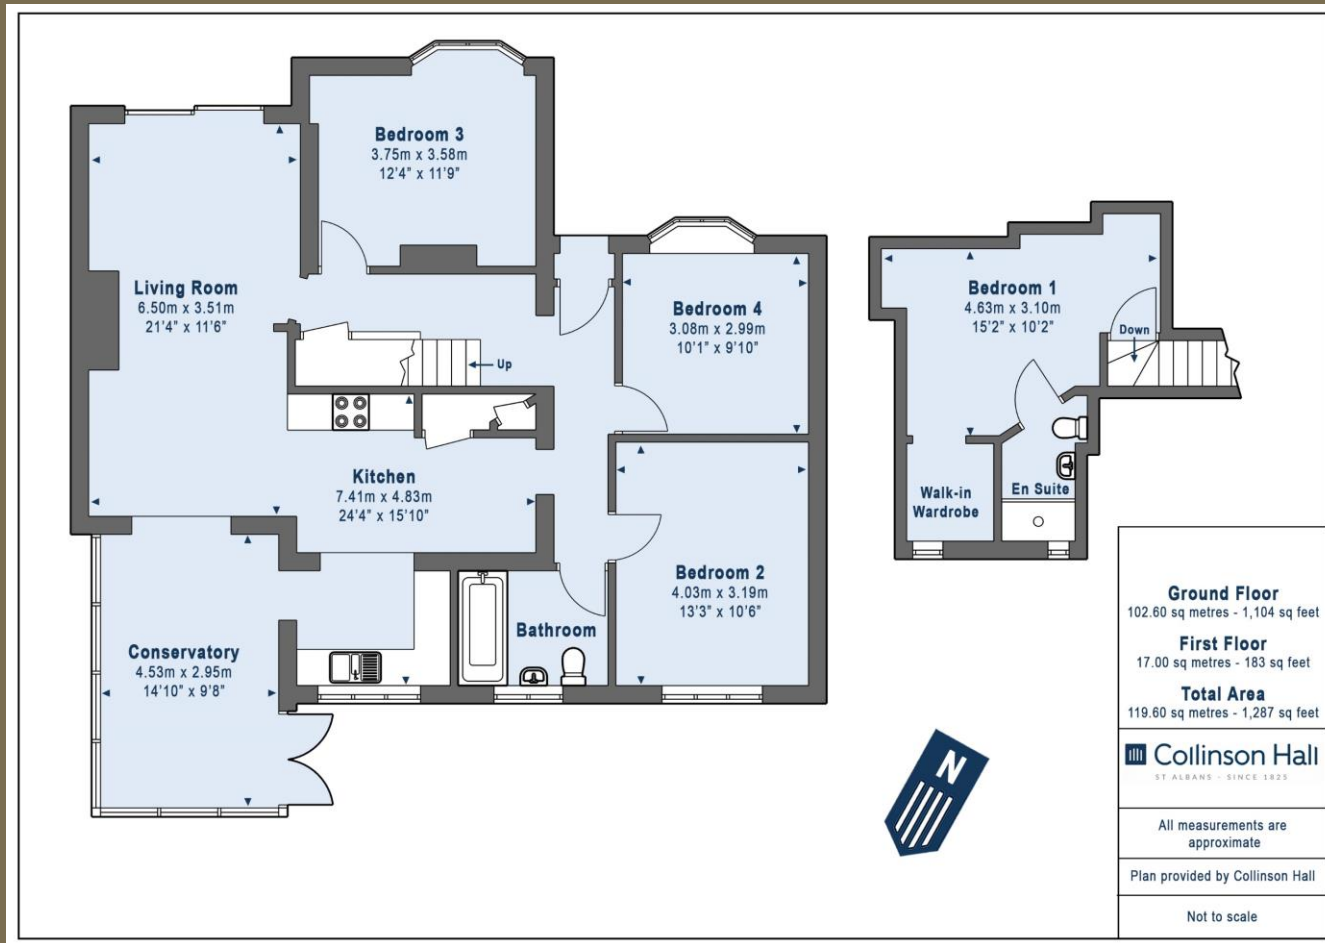 Bedroom 3
3.75m x 3.58m
12'4" x 11'9"
Living Room
6.50m x 3.51m
21'4" x 11'6"
Bedroom 4
3.08m x 2.99m
10'1" x 9'10"
Up
Kitchen
7.41m x 4.83m
24'4" x 15'10"
Bedroom 2
4.03m x 3.19m
13'3" x 10'6"
Bathroom
Conservatory
4.53m x 2.95m
14'10" x 9'8"
Bedroom 1
4.63m x 3.10m
15'2" x 10'2"
Down
Walk-in
Wardrobe
En Suite
N
Ground Floor
102.60 sq metres - 1,104 sq feet
First Floor
17.00 sq metres - 183 sq feet
Total Area
119.60 sq metres - 1,287 sq feet
Collinson Hall
ST ALBANS - SINCE 1825
All measurements are
approximate
Plan provided by Collinson Hall
Not to scale